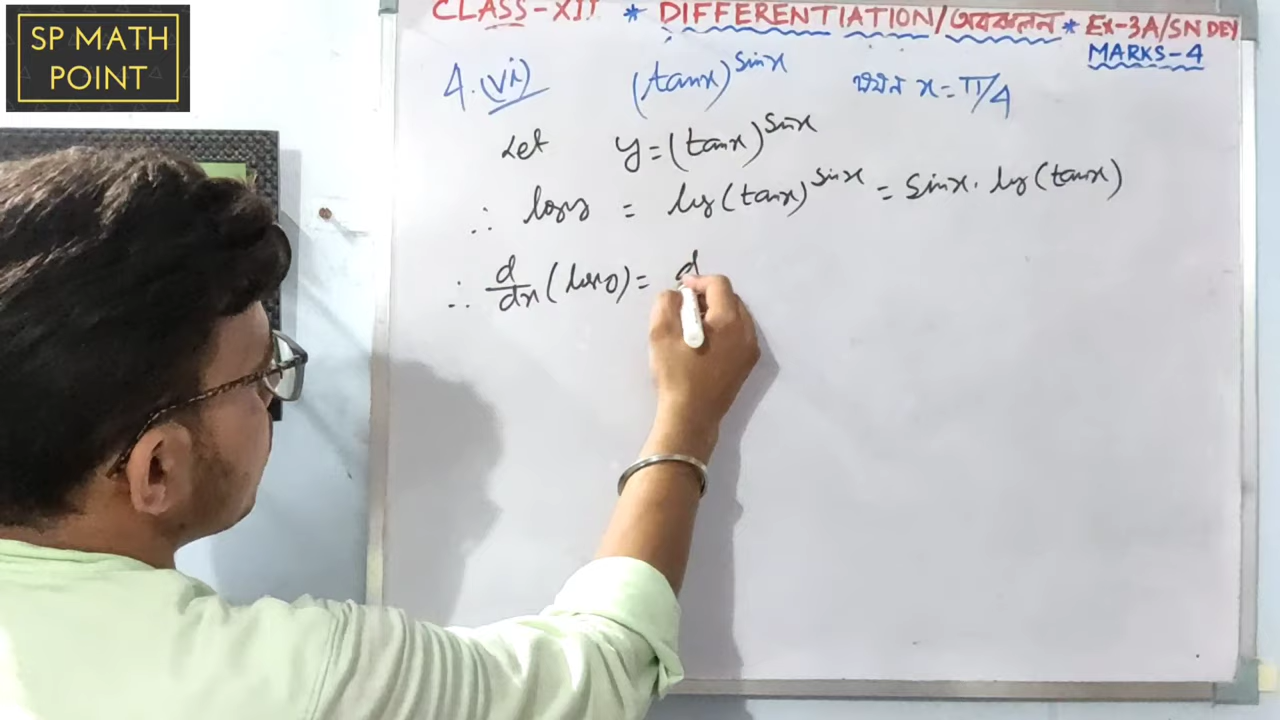 SP MATH
POINT
CLASS-XII * DIFFERENTIATION/অবকলন * Ex-3A/SN DEY
MARKS-4
4.(vi) (tanx)^sinx যখন x=π/4
Let y=(tanx)^sinx
∴ logy = log(tanx)^sinx = sinx. log(tanx)
∴ d/dx (logy) = d